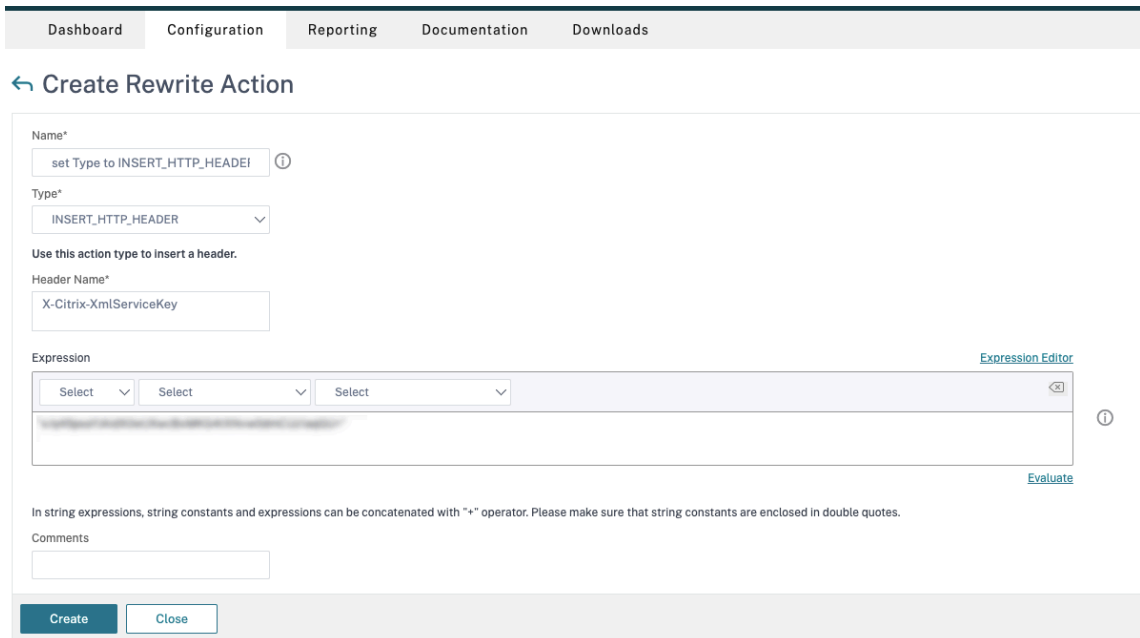 Dashboard Configuration Reporting Documentation Downloads
Create Rewrite Action
Name*
set Type to INSERT_HTTP_HEADE
Type*
INSERT_HTTP_HEADER
Use this action type to insert a header.
Header Name*
X-Citrix-XmlServiceKey
Expression Expression Editor
Select Select Select
Evaluate
In string expressions, string constants and expressions can be concatenated with "+" operator. Please make sure that string constants are enclosed in double quotes.
Comments
Create Close